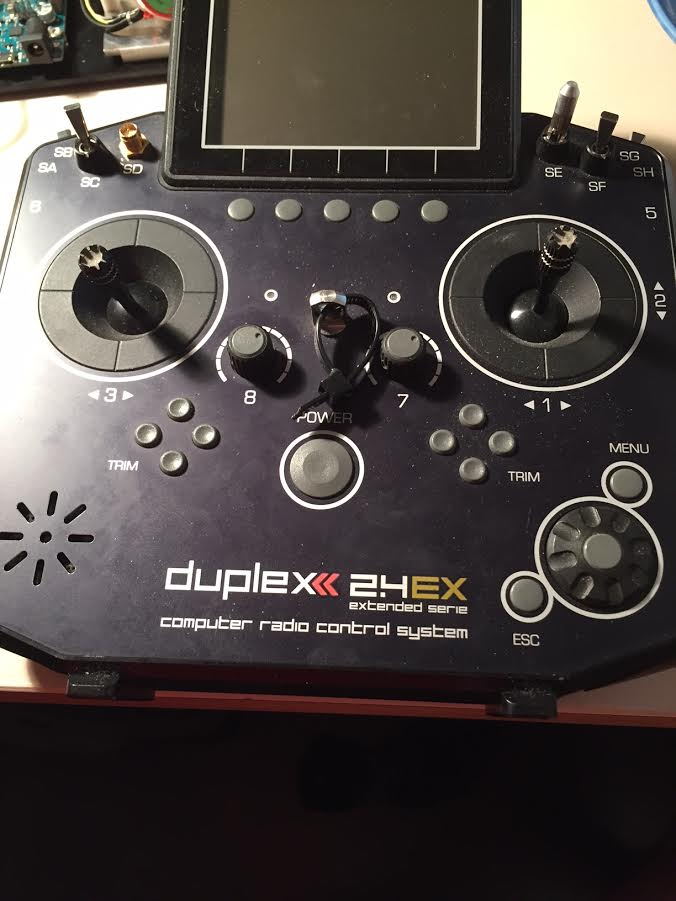 SB
SA
SC
SD
SE
SF
SG
SH
6
5
2
3
8
7
1
POWER
TRIM
TRIM
MENU
duplex 2.4EX
extended serie
computer radio control system
ESC